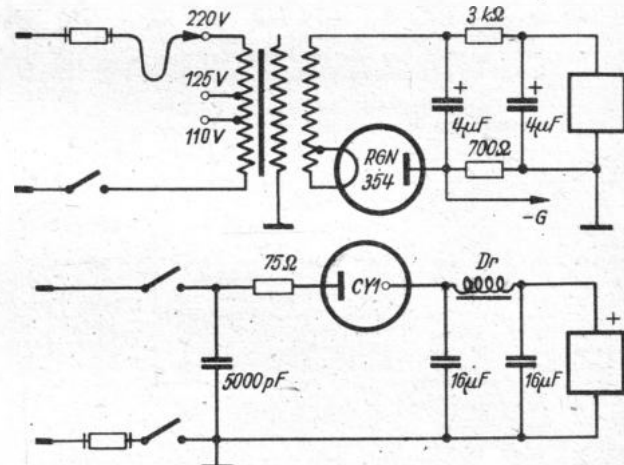 220V
125V
110V
3 kΩ
+
+
4µF
4µF
RGN
354
700Ω
-G
75Ω
CY1
Dr
+
5000pF
16µF
16µF